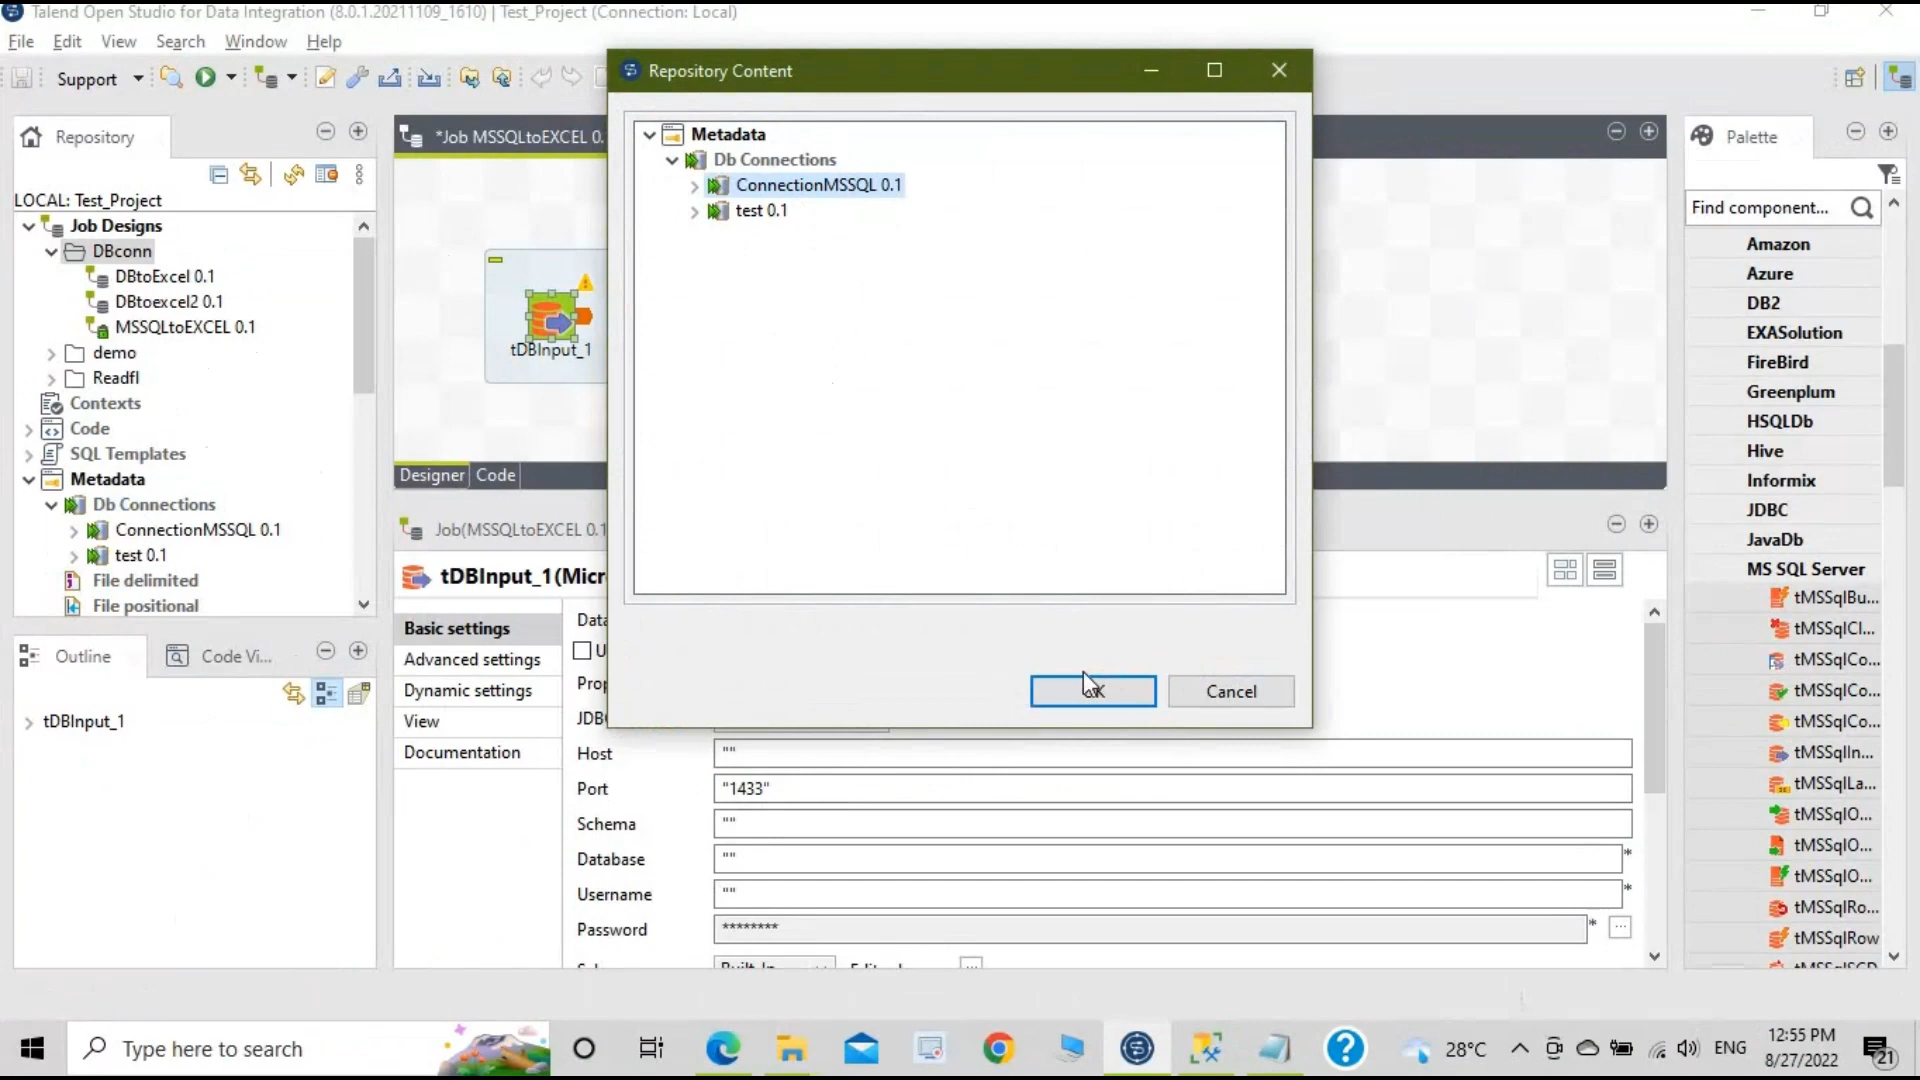 Talend Open Studio for Data Integration (8.0.1.20211109_1610) | Test_Project (Connection: Local)
File Edit View Search Window Help
Support
Repository
LOCAL: Test_Project
Job Designs
DBconn
DBtoExcel 0.1
DBtoexcel2 0.1
MSSQLtoEXCEL 0.1
demo
Readfl
Contexts
Code
SQL Templates
Metadata
Db Connections
ConnectionMSSQL 0.1
test 0.1
File delimited
File positional
Outline
Code Vi...
tDBInput_1
*Job MSSQLtoEXCEL 0.
tDBInput_1
Designer Code
Job(MSSQLtoEXCEL 0.1
tDBInput_1(Micr
Basic settings
Advanced settings
Dynamic settings
View
Documentation
Host ""
Port "1433"
Schema ""
Database "" *
Username "" *
Password ******** * ...
Repository Content
Metadata
Db Connections
ConnectionMSSQL 0.1
test 0.1
Cancel
Palette
Find component...
Amazon
Azure
DB2
EXASolution
FireBird
Greenplum
HSQLDb
Hive
Informix
JDBC
JavaDb
MS SQL Server
tMSSqlBu...
tMSSqlCl...
tMSSqlCo...
tMSSqlCo...
tMSSqlCo...
tMSSqlIn...
tMSSqlLa...
tMSSqlO...
tMSSqlO...
tMSSqlO...
tMSSqlRo...
tMSSqlRow
Type here to search
28°C
ENG
12:55 PM
8/27/2022
21